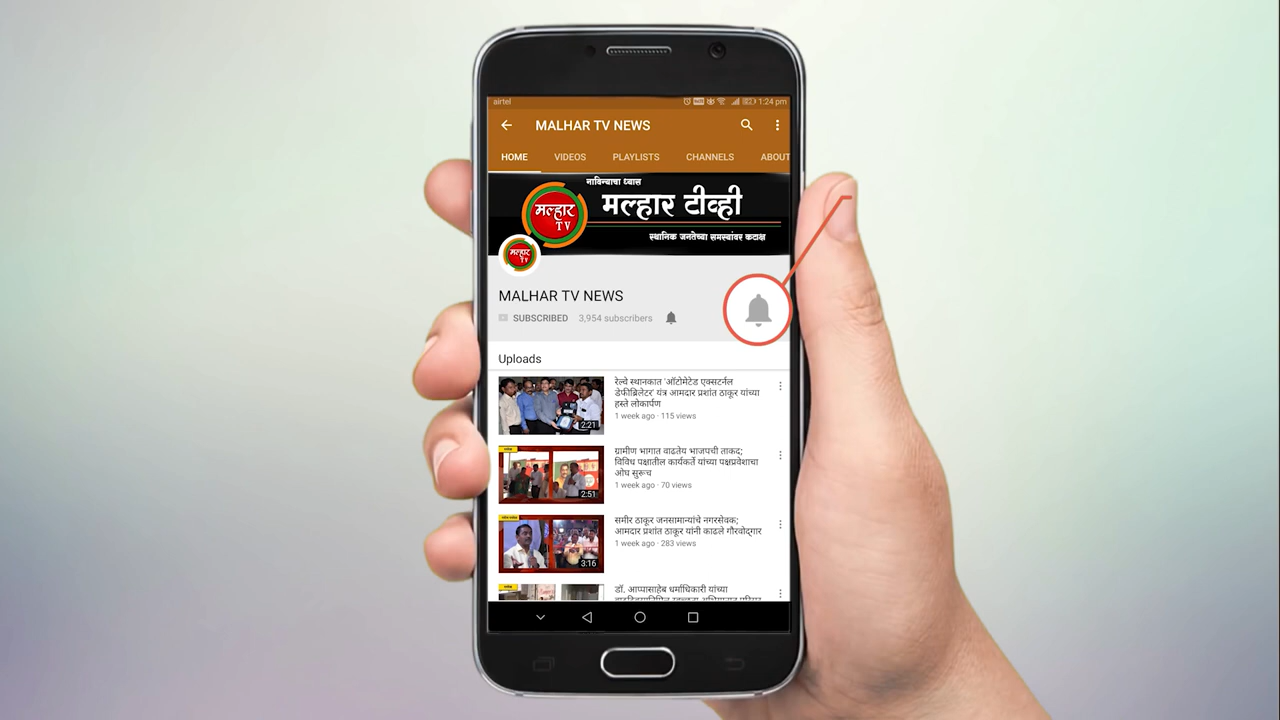 airtel
1:24 pm
MALHAR TV NEWS
HOME VIDEOS PLAYLISTS CHANNELS ABOUT
नाविन्याचा ध्यास
मल्हार टीव्ही
मल्हार
TV
स्थानिक जनतेच्या समस्यांवर कटाक्ष
मल्हार
TV
MALHAR TV NEWS
SUBSCRIBED 3,954 subscribers
Uploads
रेल्वे स्थानकात 'ऑटोमेटेड एक्सटर्नल
डेफीब्रिलेटर' यंत्र आमदार प्रशांत ठाकूर यांच्या
हस्ते लोकार्पण
1 week ago · 115 views
2:21
ग्रामीण भागात वाढतेय भाजपची ताकद;
विविध पक्षातील कार्यकर्ते यांच्या पक्षप्रवेशाचा
ओघ सुरूच
1 week ago · 70 views
2:51
समीर ठाकूर जनसामान्यांचे नगरसेवक;
आमदार प्रशांत ठाकूर यांनी काढले गौरवोद्गार
1 week ago · 283 views
3:16
डॉ. आप्पासाहेब धर्माधिकारी यांच्या